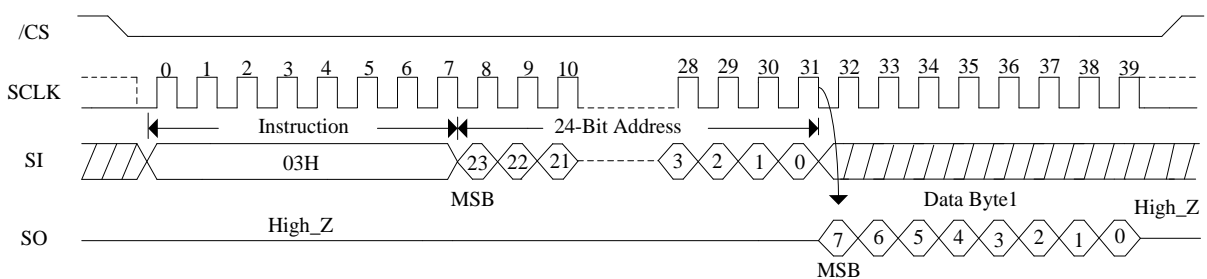 /CS
0 1 2 3 4 5 6 7 8 9 10 28 29 30 31 32 33 34 35 36 37 38 39
SCLK
Instruction 24-Bit Address
SI 03H 23 22 21 3 2 1 0
MSB Data Byte1
High_Z High_Z
SO 7 6 5 4 3 2 1 0
MSB